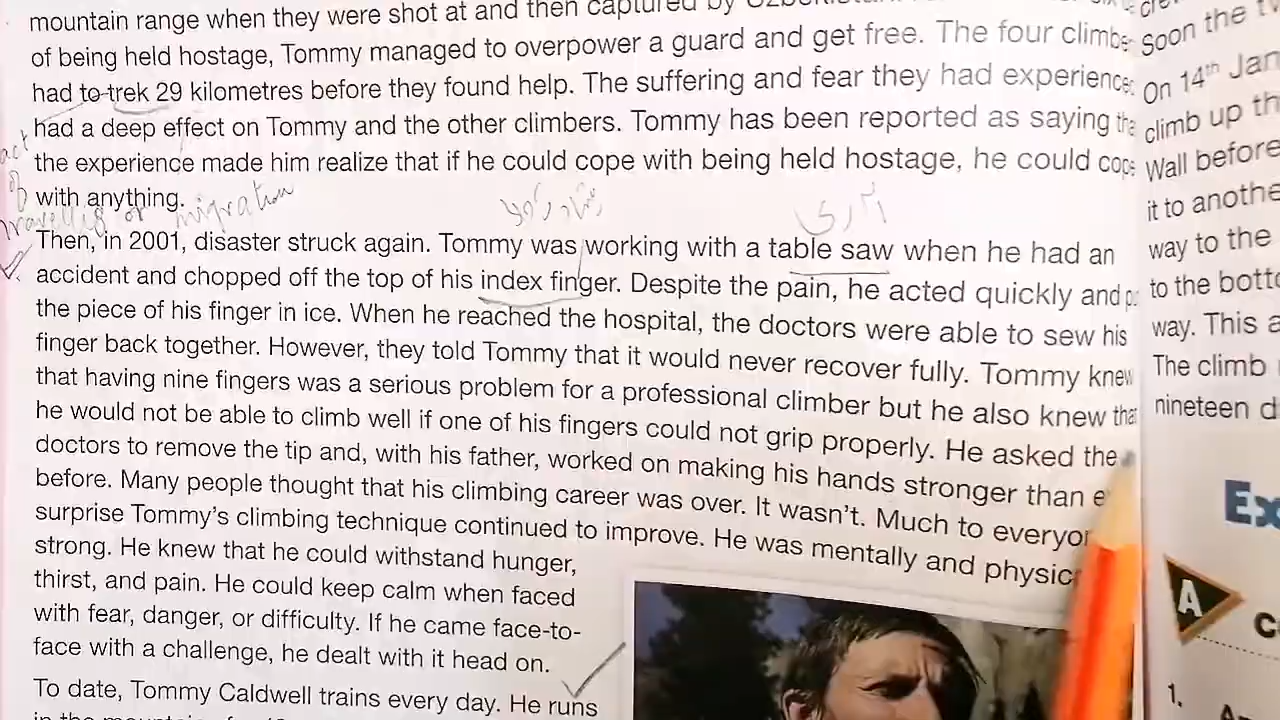 mountain range when they were shot at and then captured by
of being held hostage, Tommy managed to overpower a guard and get free. The four
had to trek 29 kilometres before they found help. The suffering and fear they had
had a deep effect on Tommy and the other climbers. Tommy has been reported as saying
the experience made him realize that if he could cope with being held hostage, he could
with anything.
migration
travelling or
آری
Then, in 2001, disaster struck again. Tommy was working with a table saw when he had an
accident and chopped off the top of his index finger. Despite the pain, he acted quickly and
the piece of his finger in ice. When he reached the hospital, the doctors were able to sew his
finger back together. However, they told Tommy that it would never recover fully. Tommy knew
that having nine fingers was a serious problem for a professional climber but he also knew
he would not be able to climb well if one of his fingers could not grip properly. He asked the
doctors to remove the tip and, with his father, worked on making his hands stronger than
before. Many people thought that his climbing career was over. It wasn't. Much to
surprise Tommy's climbing technique continued to improve. He was mentally and
strong. He knew that he could withstand hunger,
thirst, and pain. He could keep calm when faced
with fear, danger, or difficulty. If he came face-to-
face with a challenge, he dealt with it head on.
To date, Tommy Caldwell trains every day. He runs
Soon the
On 14th
climb up
Wall before
it to
way to the
to the
way. This
The climb
nineteen
A
1.